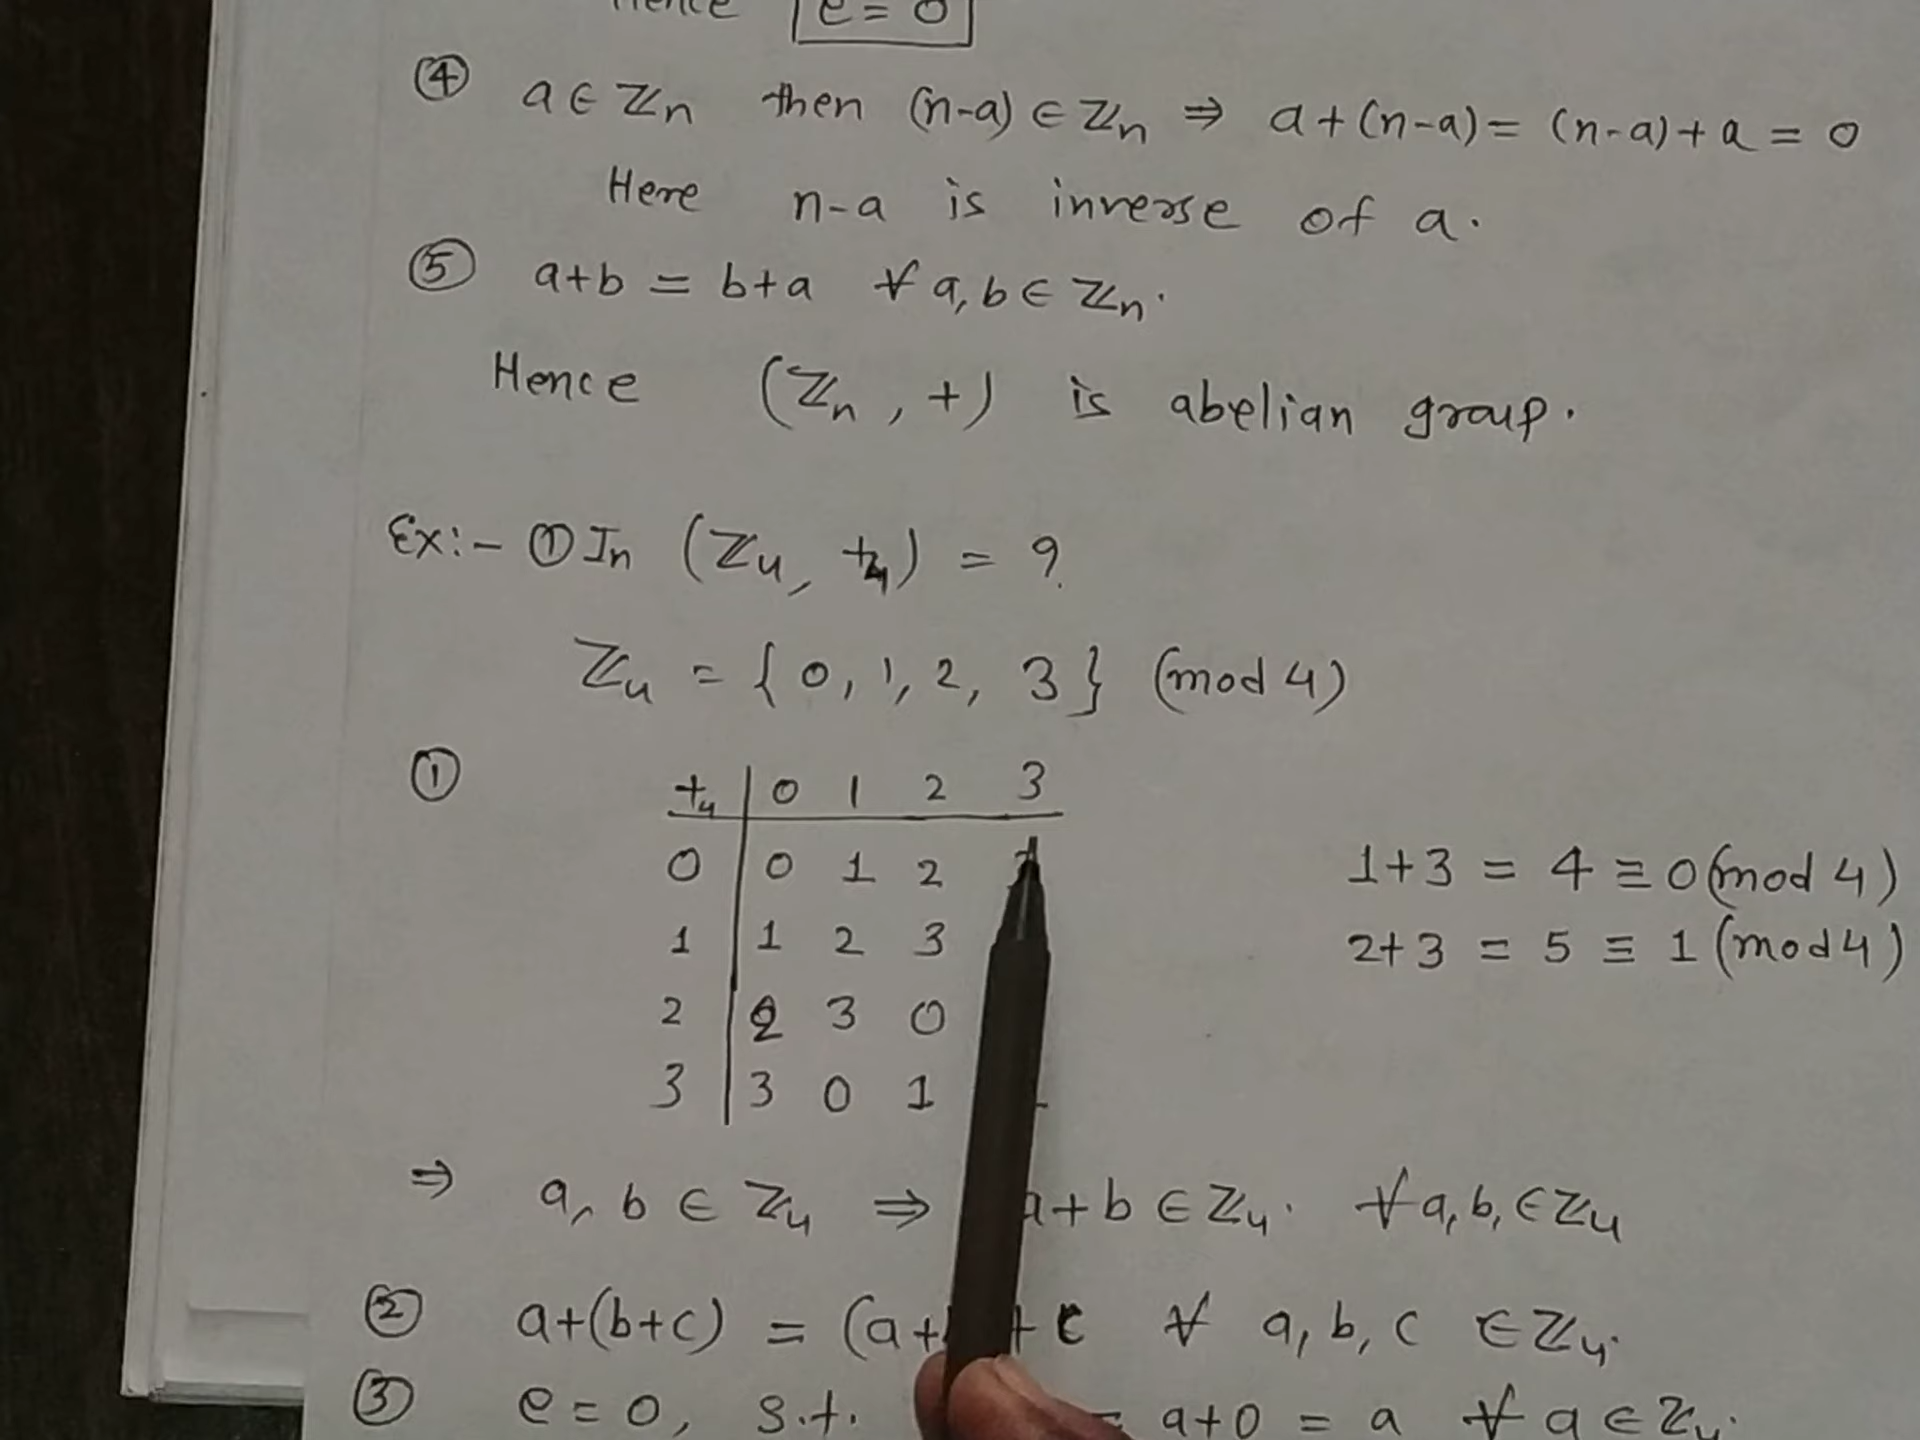 Hence e = 0
④ a ∈ ℤn then (n-a) ∈ ℤn ⇒ a+(n-a) = (n-a)+a = 0
Here n-a is inverse of a.
⑤ a+b = b+a ∀ a,b ∈ ℤn.
Hence (ℤn, +) is abelian group.
Ex:- ① In (ℤ4, +4) = ?
ℤ4 = {0, 1, 2, 3} (mod 4)
①
+4 | 0 1 2 3
0 | 0 1 2
1 | 1 2 3
2 | 2 3 0
3 | 3 0 1
1+3 = 4 ≡ 0 (mod 4)
2+3 = 5 ≡ 1 (mod 4)
⇒ a, b ∈ ℤ4 ⇒ a+b ∈ ℤ4. ∀ a,b, ∈ ℤ4
② a+(b+c) = (a+ +c ∀ a, b, c ∈ ℤ4.
③ e = 0, s.t. = a+0 = a ∀ a ∈ ℤ4.